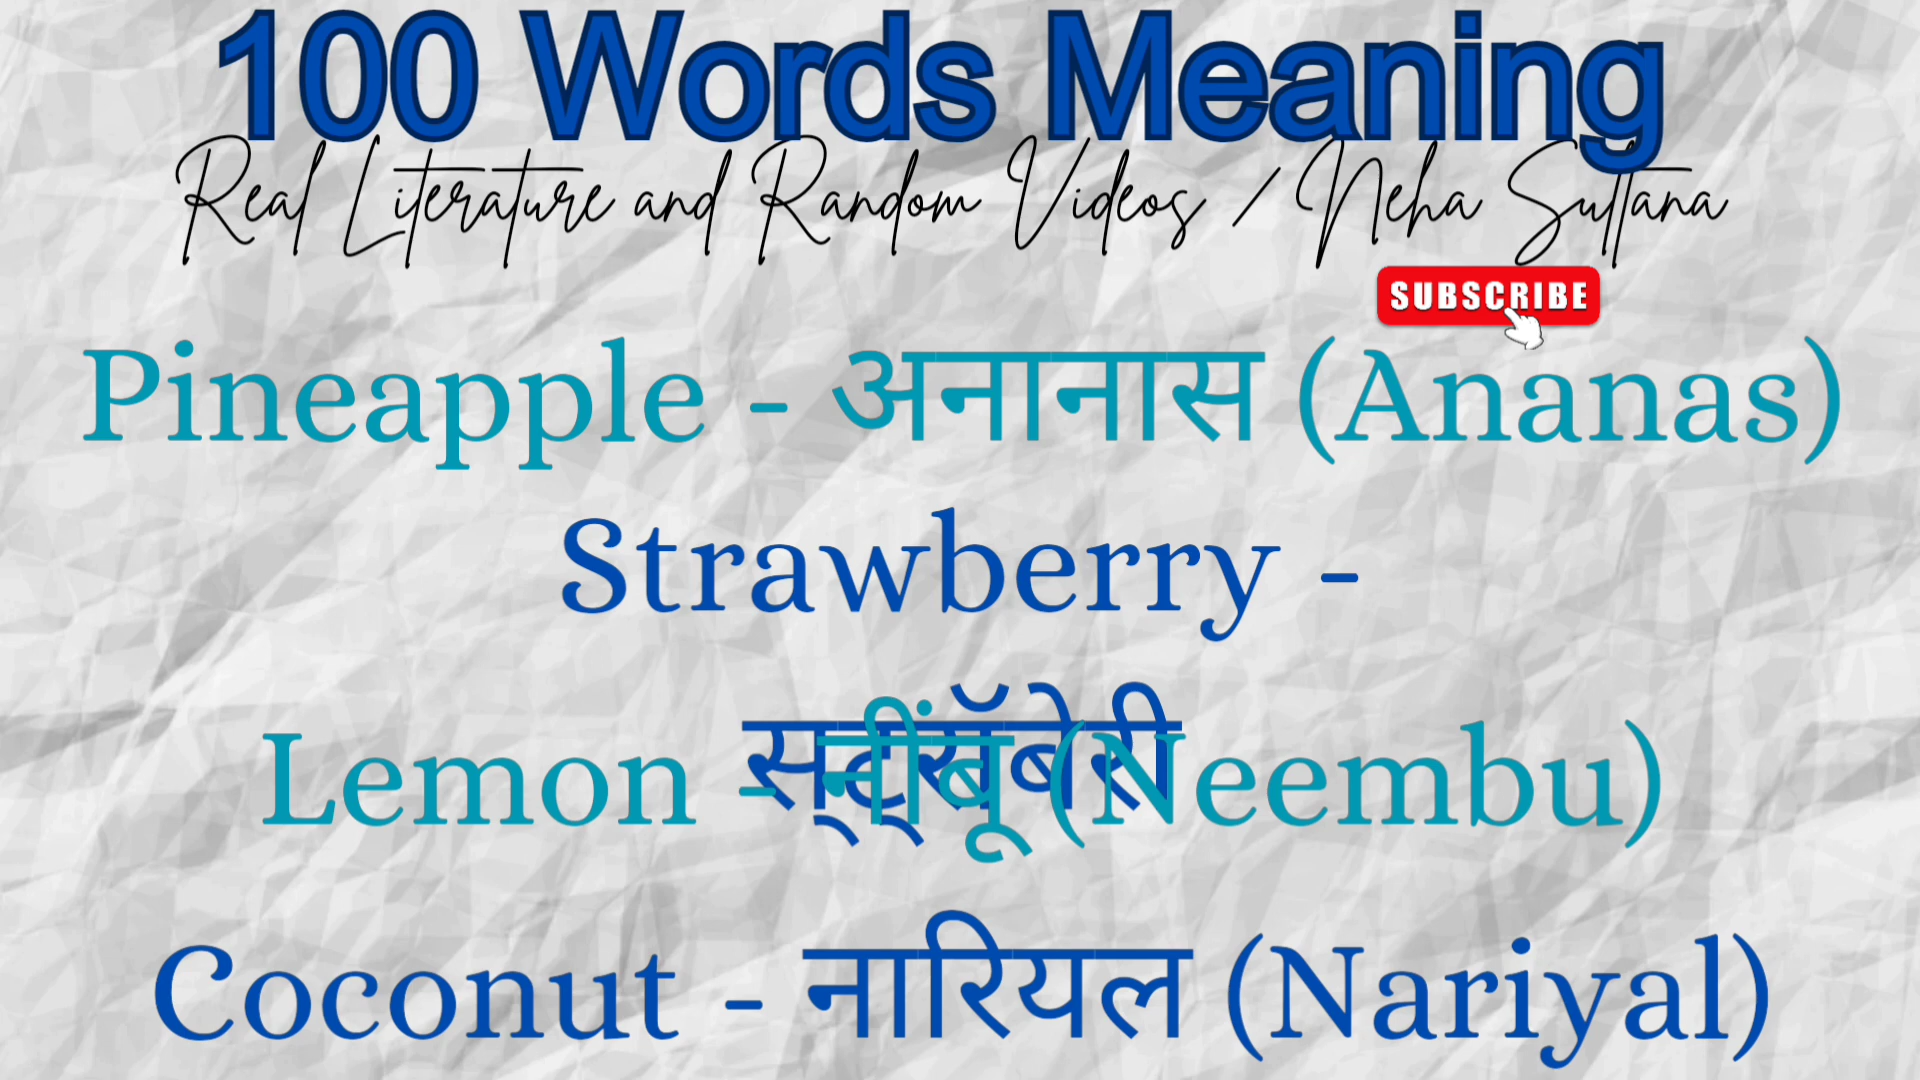 100 Words Meaning
Real Literature and Random Videos / Neha Sultana
SUBSCRIBE
Pineapple - अनानास (Ananas)
Strawberry -
स्ट्रॉबेरी
Lemon - नींबू (Neembu)
Coconut - नारियल (Nariyal)